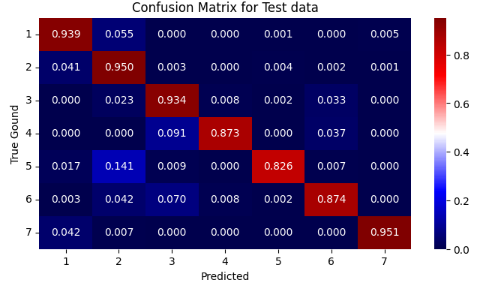 Confusion Matrix for Test data
1 0.939 0.055 0.000 0.000 0.001 0.000 0.005
2 0.041 0.950 0.003 0.000 0.004 0.002 0.001
3 0.000 0.023 0.934 0.008 0.002 0.033 0.000
4 0.000 0.000 0.091 0.873 0.000 0.037 0.000
5 0.017 0.141 0.009 0.000 0.826 0.007 0.000
6 0.003 0.042 0.070 0.008 0.002 0.874 0.000
7 0.042 0.007 0.000 0.000 0.000 0.000 0.951
1 2 3 4 5 6 7
Predicted
True Gound
0.8
0.6
0.4
0.2
0.0